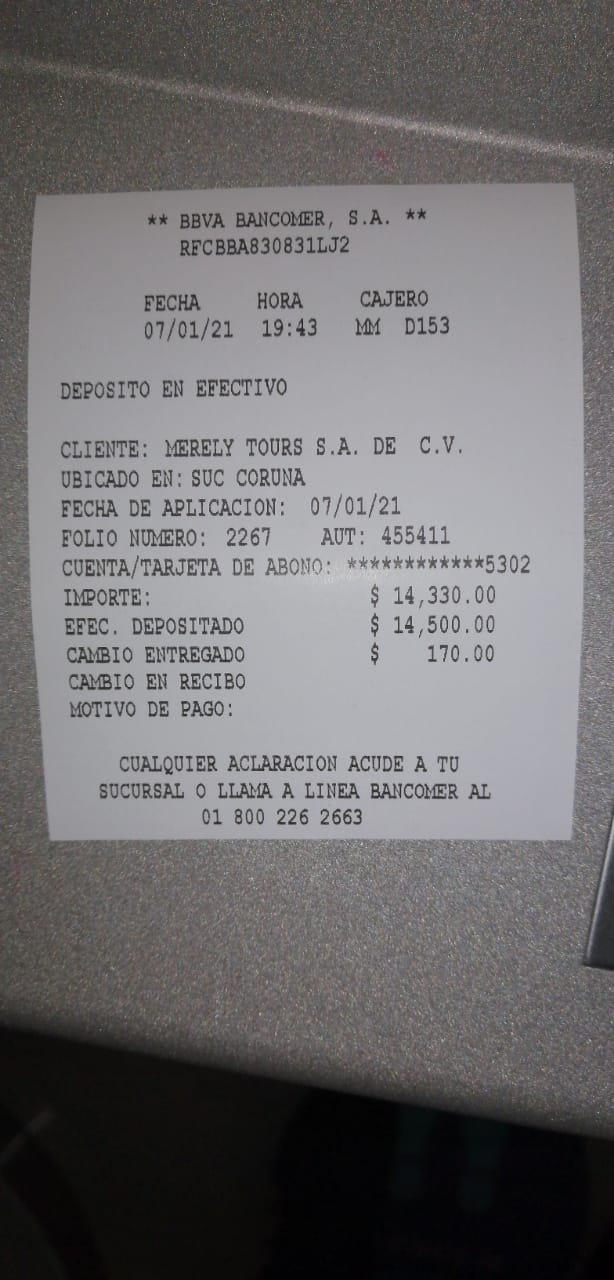 ** BBVA BANCOMER, S.A. **
RFCBBA830831LJ2
FECHA HORA CAJERO
07/01/21 19:43 MM D153
DEPOSITO EN EFECTIVO
CLIENTE: MERELY TOURS S.A. DE C.V.
UBICADO EN: SUC CORUNA
FECHA DE APLICACION: 07/01/21
FOLIO NUMERO: 2267 AUT: 455411
CUENTA/TARJETA DE ABONO: ************5302
IMPORTE: $ 14,330.00
EFEC. DEPOSITADO $ 14,500.00
CAMBIO ENTREGADO $ 170.00
CAMBIO EN RECIBO
MOTIVO DE PAGO:
CUALQUIER ACLARACION ACUDE A TU
SUCURSAL O LLAMA A LINEA BANCOMER AL
01 800 226 2663